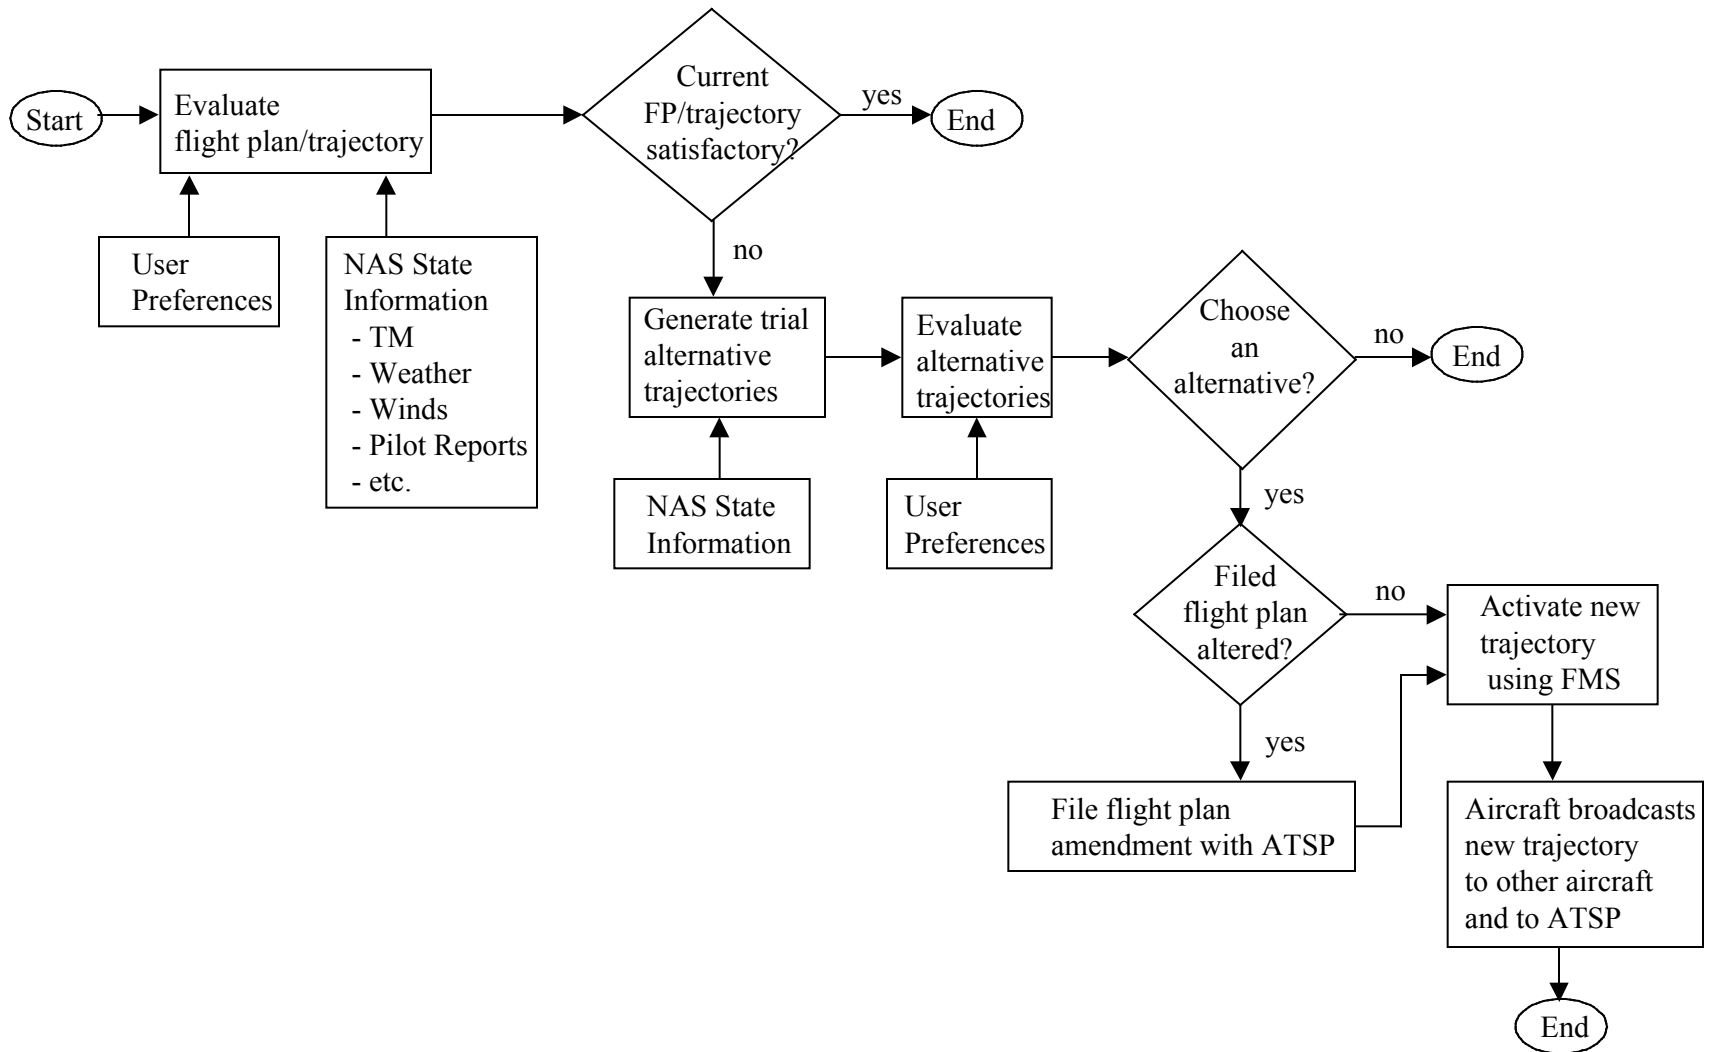 Start
Evaluate
flight plan/trajectory
Current
FP/trajectory
satisfactory?
yes
End
User
Preferences
NAS State
Information
- TM
- Weather
- Winds
- Pilot Reports
- etc.
no
Generate trial
alternative
trajectories
NAS State
Information
Evaluate
alternative
trajectories
User
Preferences
Choose
an
alternative?
no
End
yes
Filed
flight plan
altered?
no
Activate new
trajectory
using FMS
yes
File flight plan
amendment with ATSP
Aircraft broadcasts
new trajectory
to other aircraft
and to ATSP
End